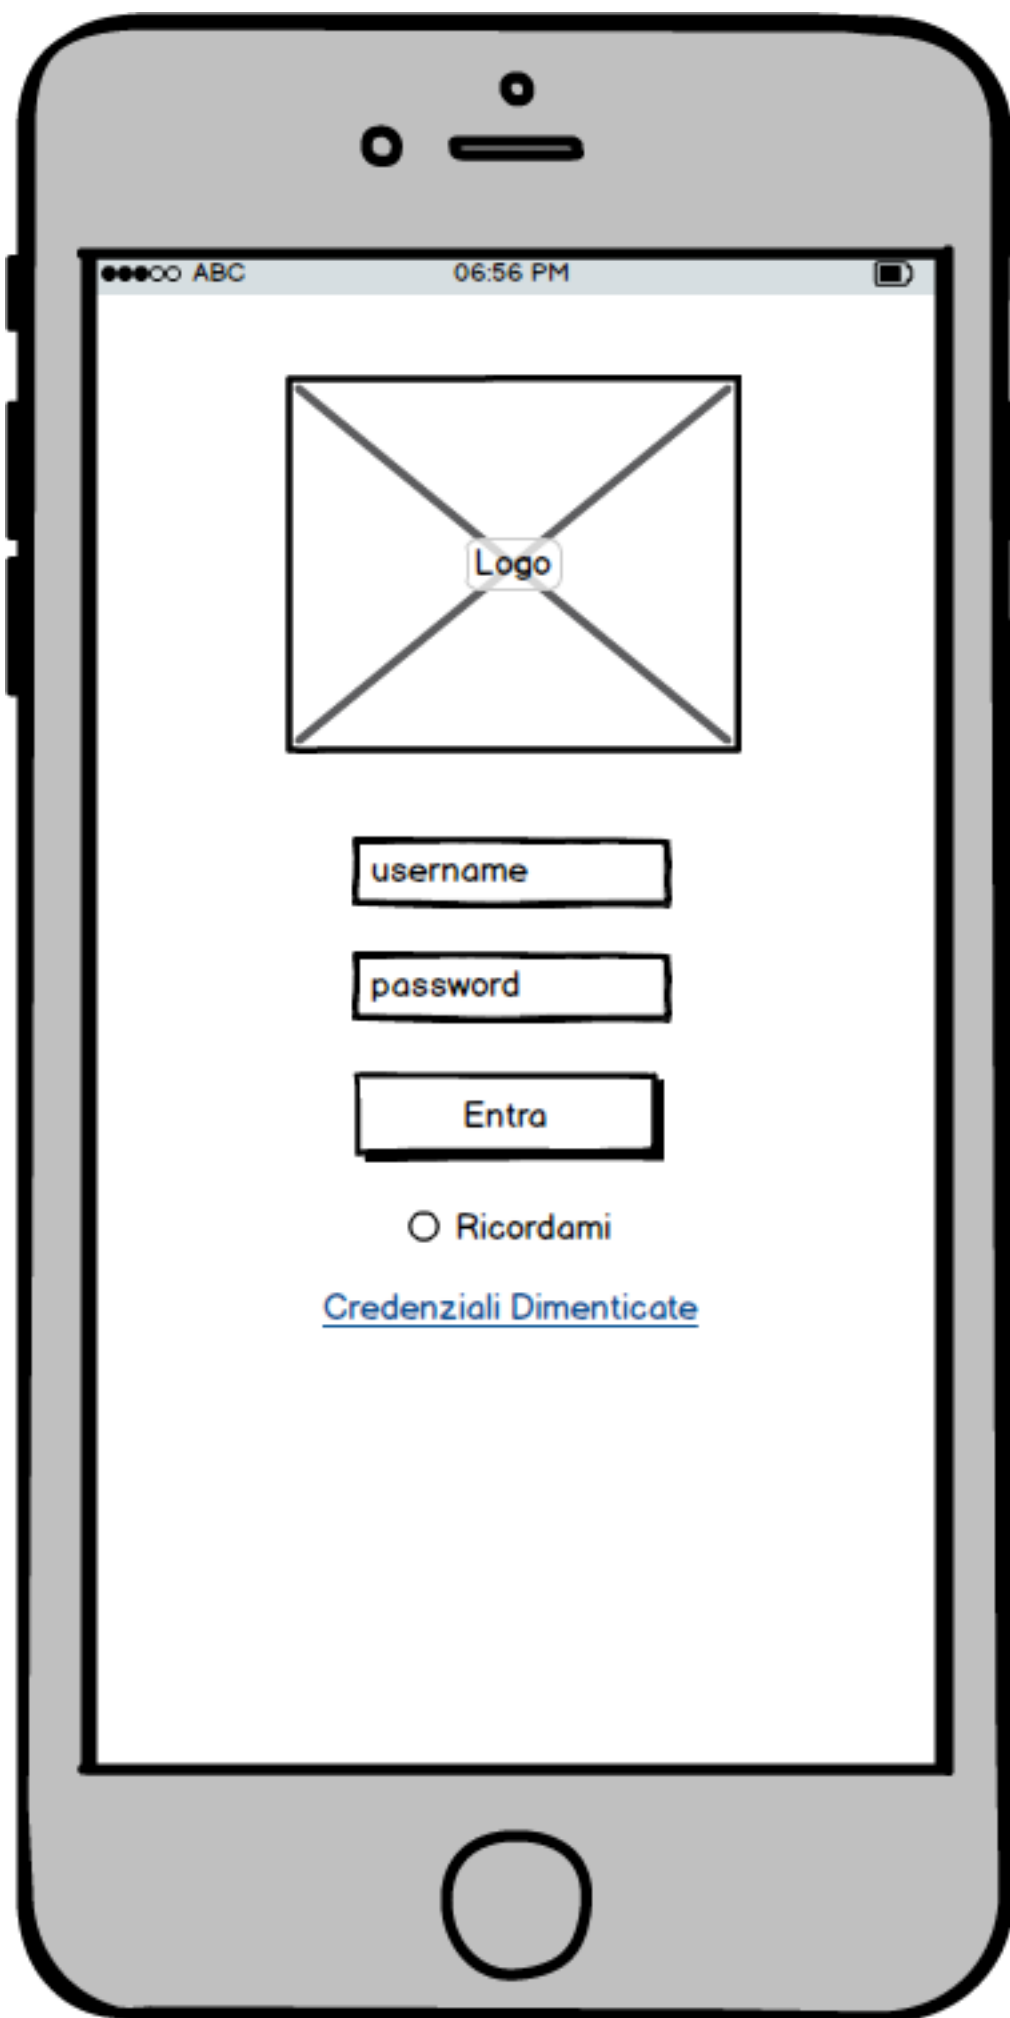 ABC 06:56 PM
Logo
username
password
Entra
Ricordami
Credenziali Dimenticate